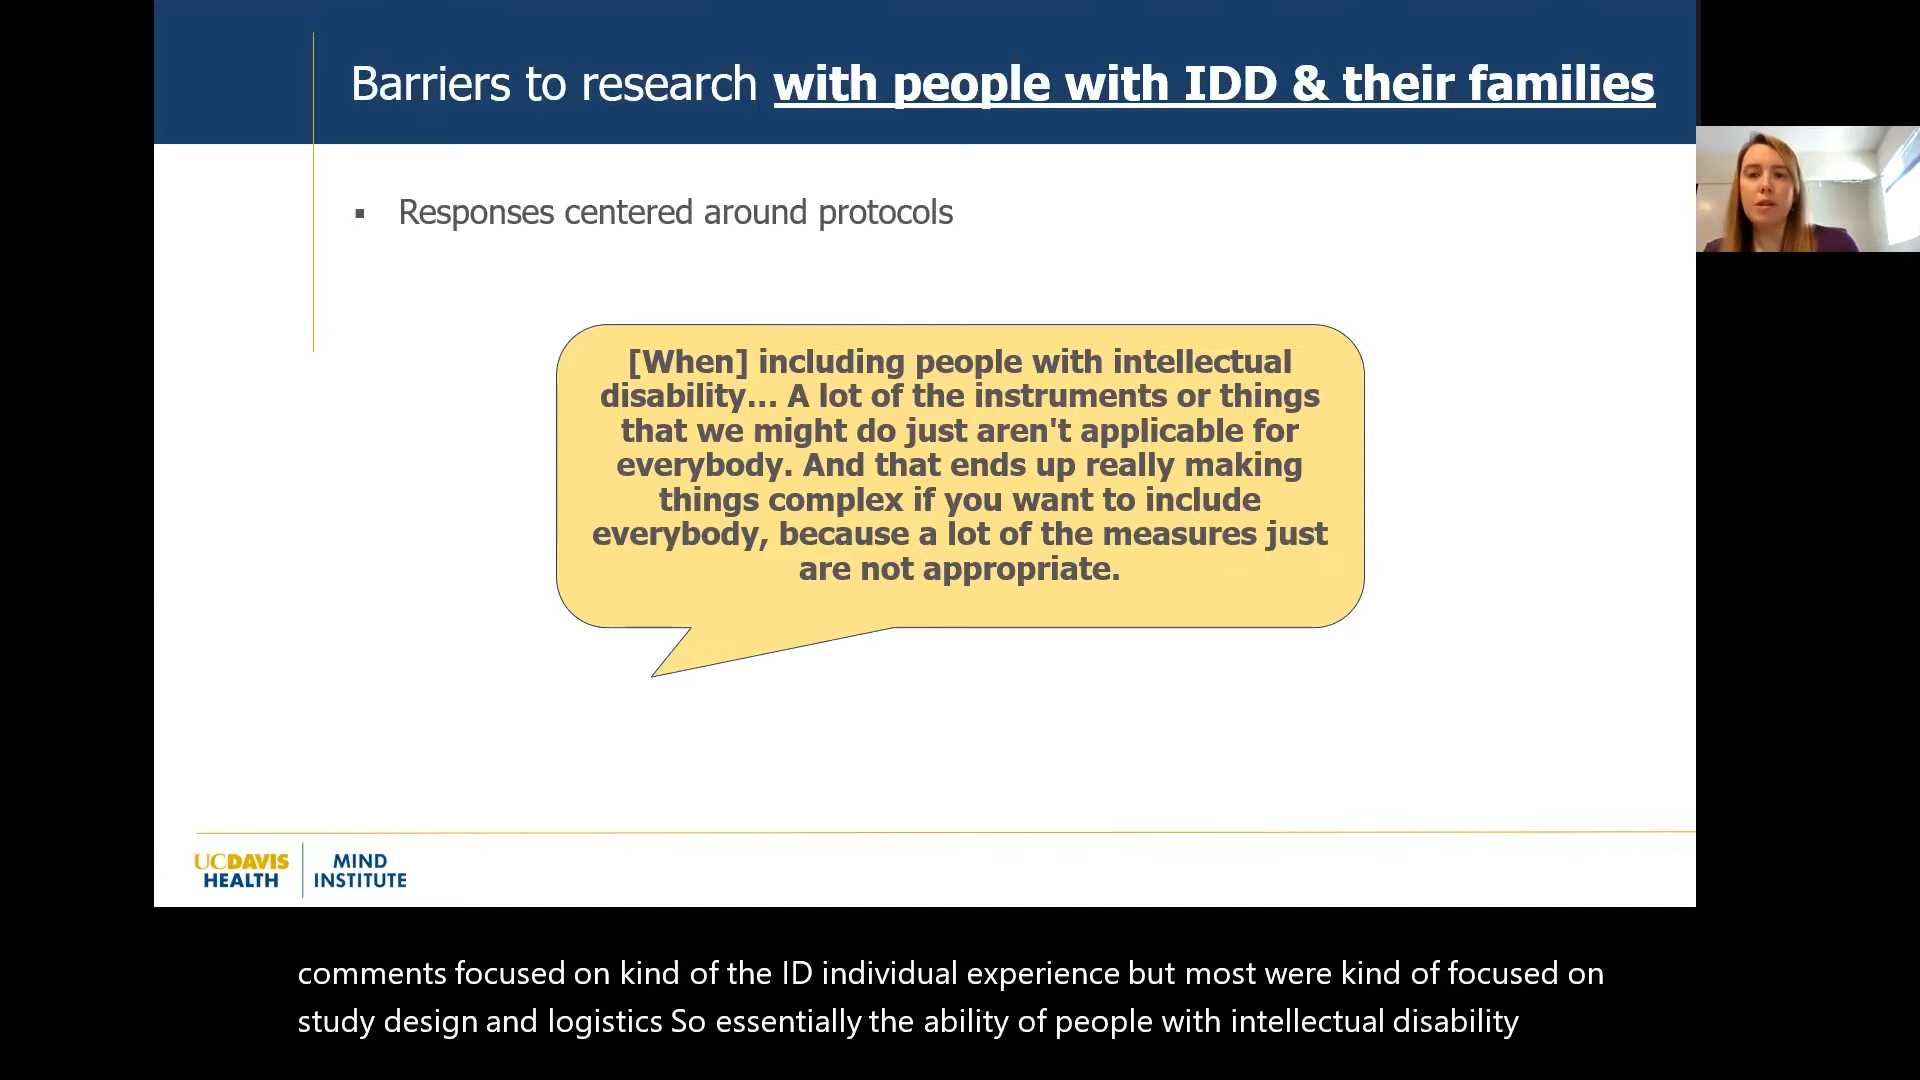 Barriers to research with people with IDD & their families
▪ Responses centered around protocols
[When] including people with intellectual
disability... A lot of the instruments or things
that we might do just aren't applicable for
everybody. And that ends up really making
things complex if you want to include
everybody, because a lot of the measures just
are not appropriate.
UCDAVIS
HEALTH
MIND
INSTITUTE
comments focused on kind of the ID individual experience but most were kind of focused on
study design and logistics So essentially the ability of people with intellectual disability